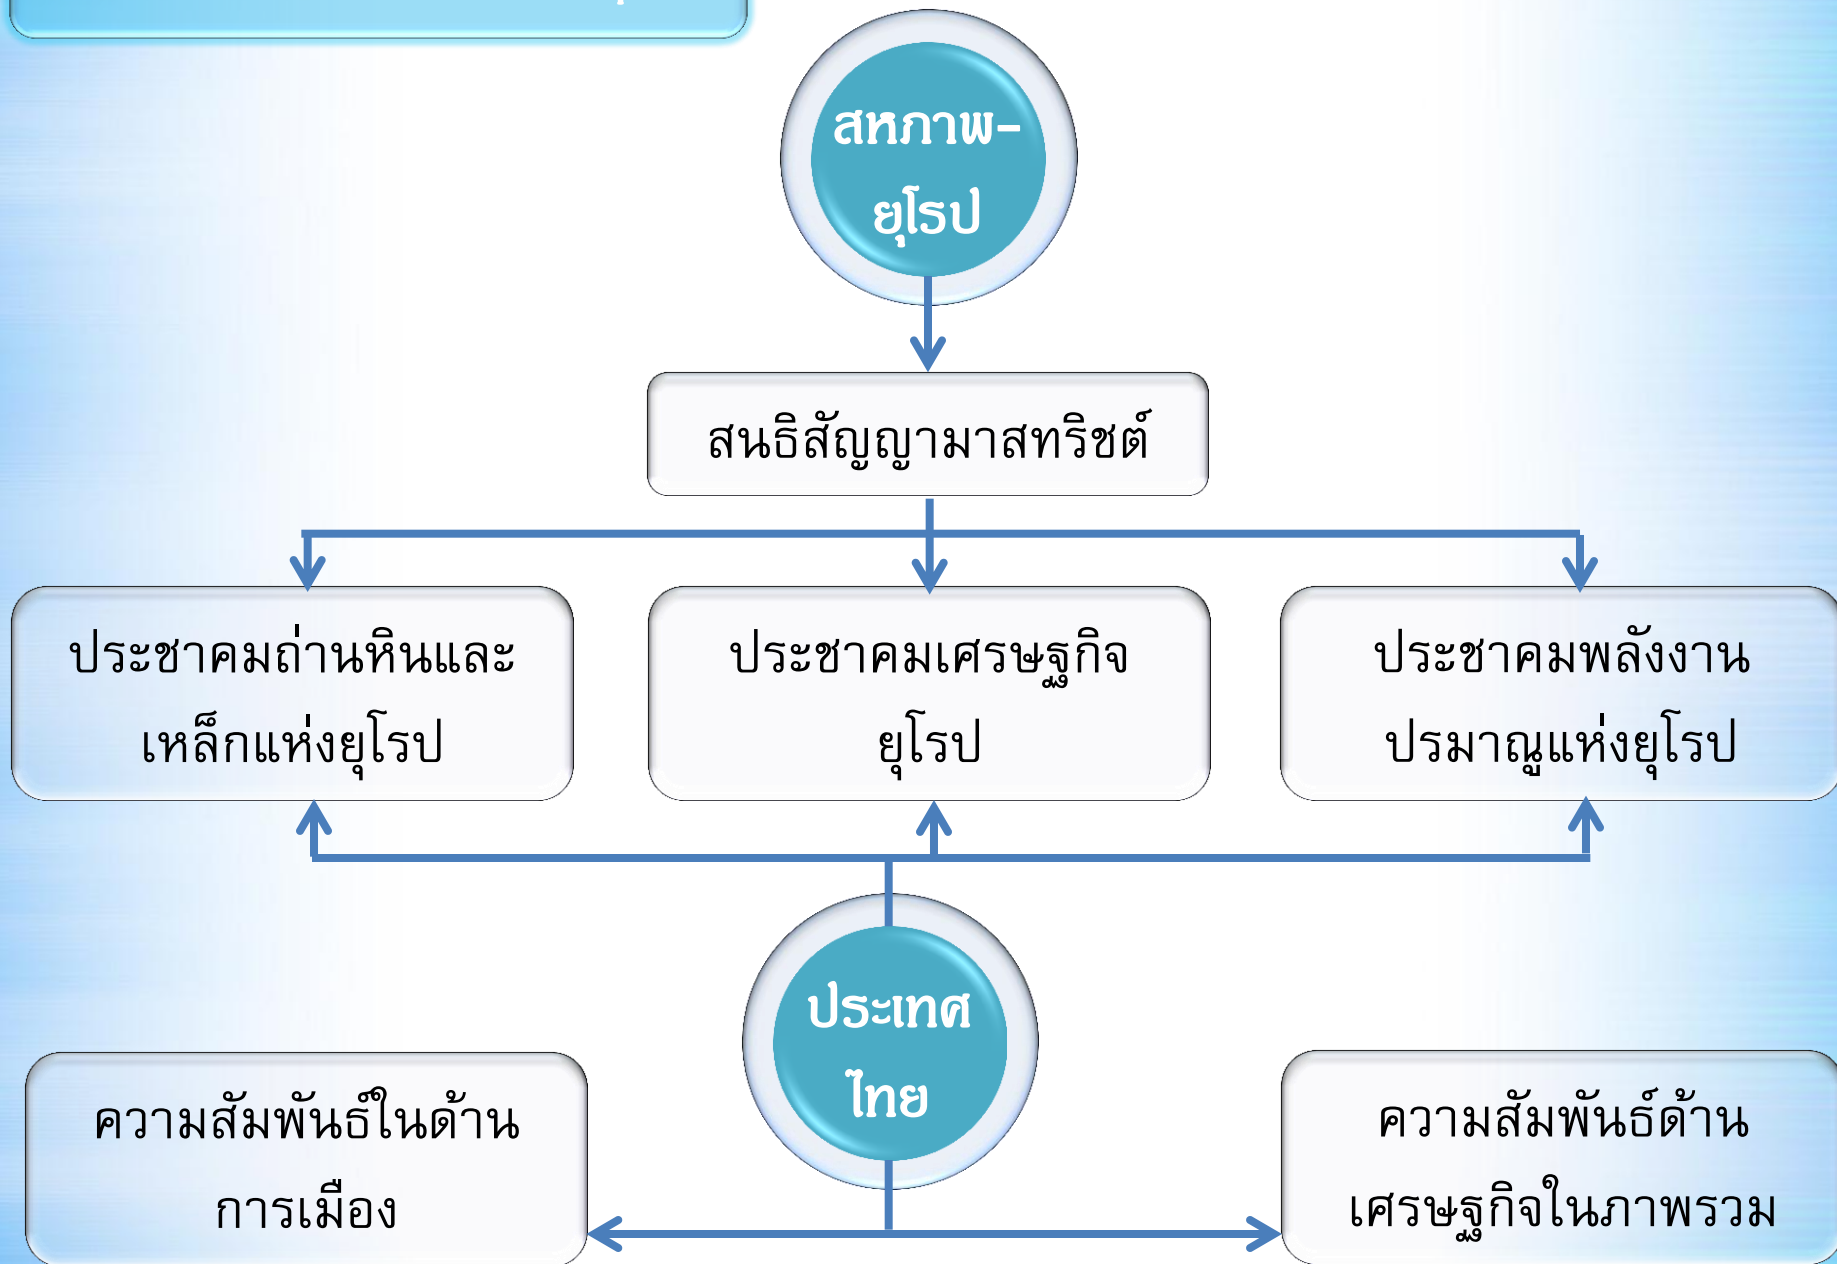 สหภาพ-
ยุโรป
สนธิสัญญามาสทริชต์
ประชาคมถ่านหินและ
เหล็กแห่งยุโรป
ประชาคมเศรษฐกิจ
ยุโรป
ประชาคมพลังงาน
ปรมาณูแห่งยุโรป
ประเทศ
ไทย
ความสัมพันธ์ในด้าน
การเมือง
ความสัมพันธ์ด้าน
เศรษฐกิจในภาพรวม